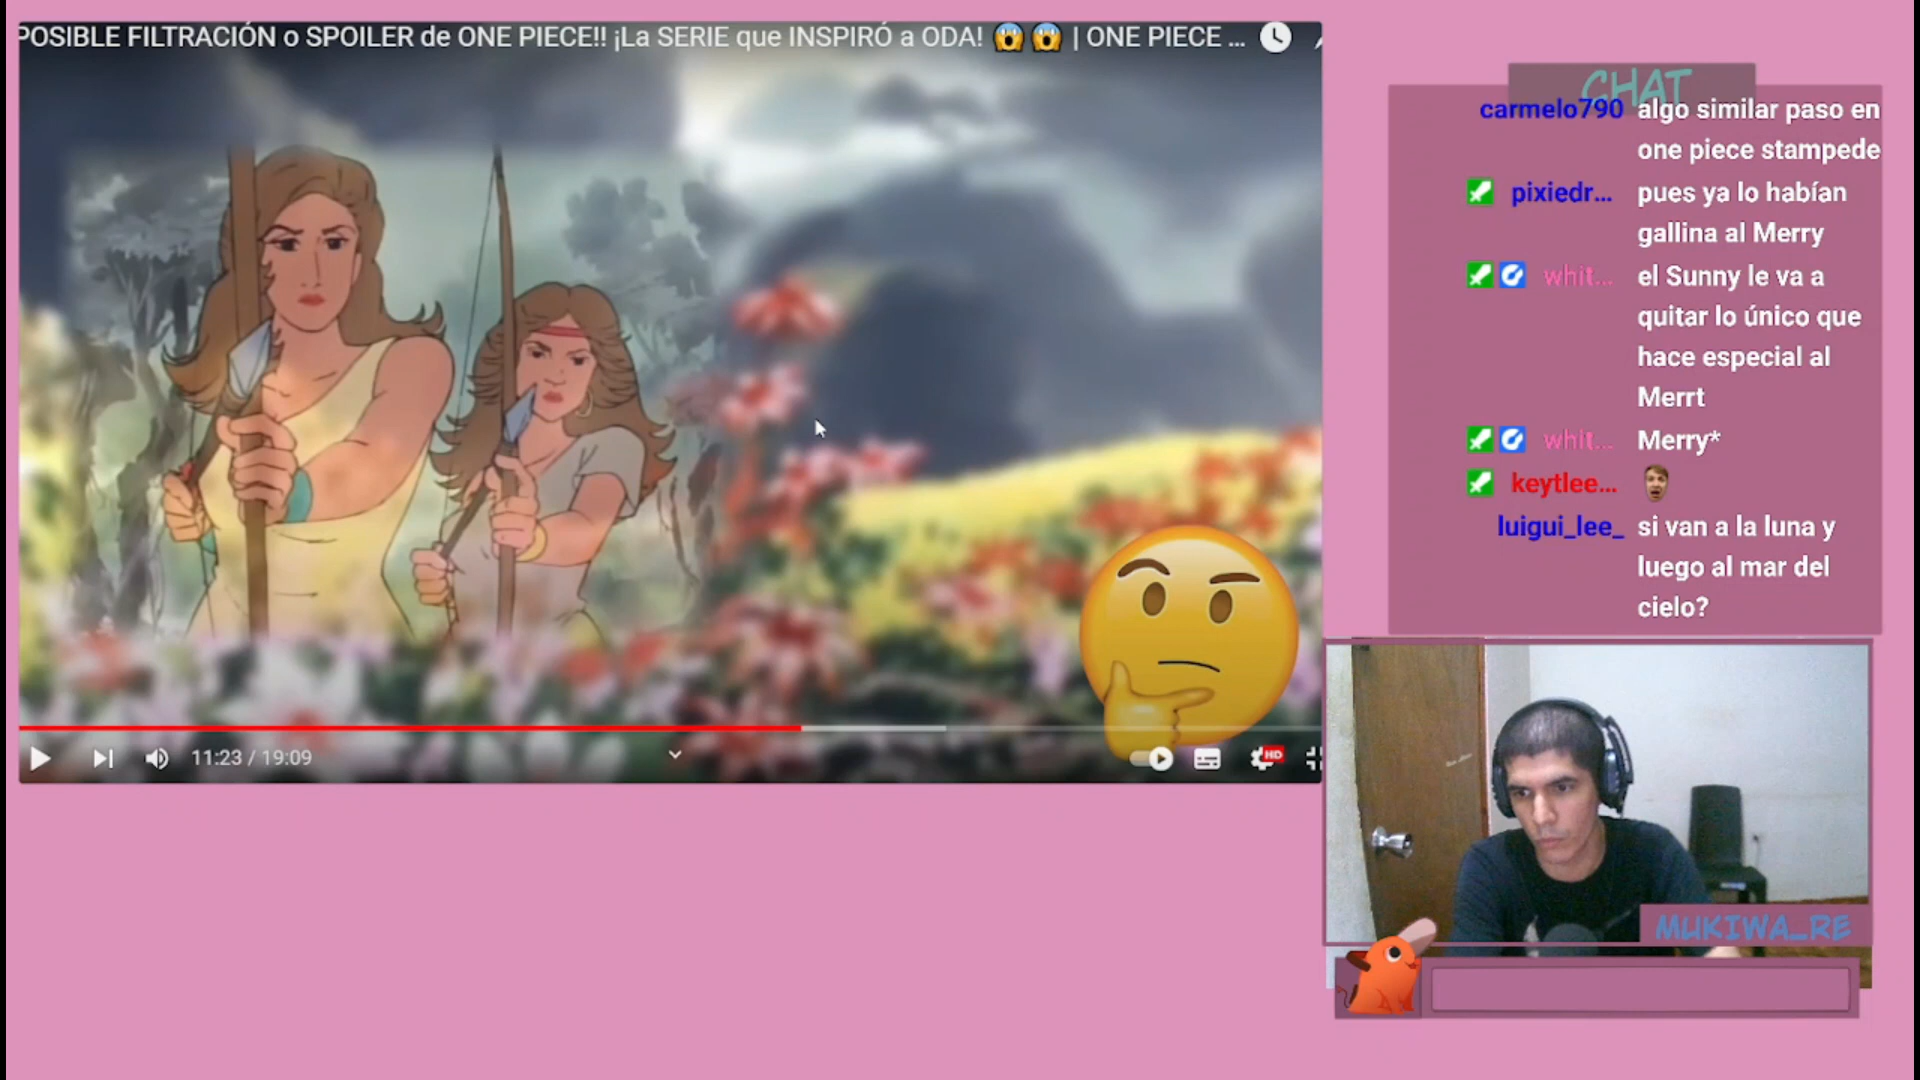 POSIBLE FILTRACIÓN o SPOILER de ONE PIECE!! ¡La SERIE que INSPIRÓ a ODA! 😱 😱 | ONE PIECE ...
CHAT
carmelo790 algo similar paso en
one piece stampede
pixiedr... pues ya lo habían
gallina al Merry
whit... el Sunny le va a
quitar lo único que
hace especial al
Merrt
whit... Merry*
keytlee...
luigui_lee_ si van a la luna y
luego al mar del
cielo?
11:23 / 19:09
HD
MUKIWA_RE